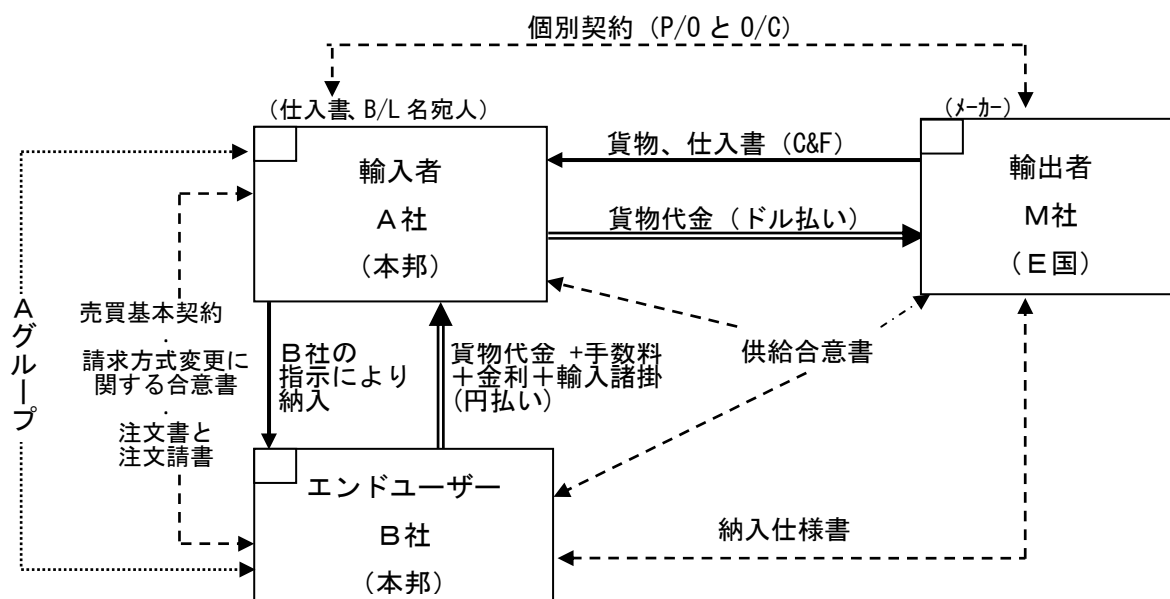 個別契約（P/O と O/C）
（仕入書、B/L 名宛人）
（メーカー）
輸入者
A社
（本邦）
貨物、仕入書（C&F）
貨物代金（ドル払い）
輸出者
M社
（E国）
Aグループ
売買基本契約
・
請求方式変更に
関する合意書
・
注文書と
注文請書
B社の
指示により
納入
貨物代金 +手数料
＋金利＋輸入諸掛
(円払い）
供給合意書
エンドユーザー
B社
（本邦）
納入仕様書